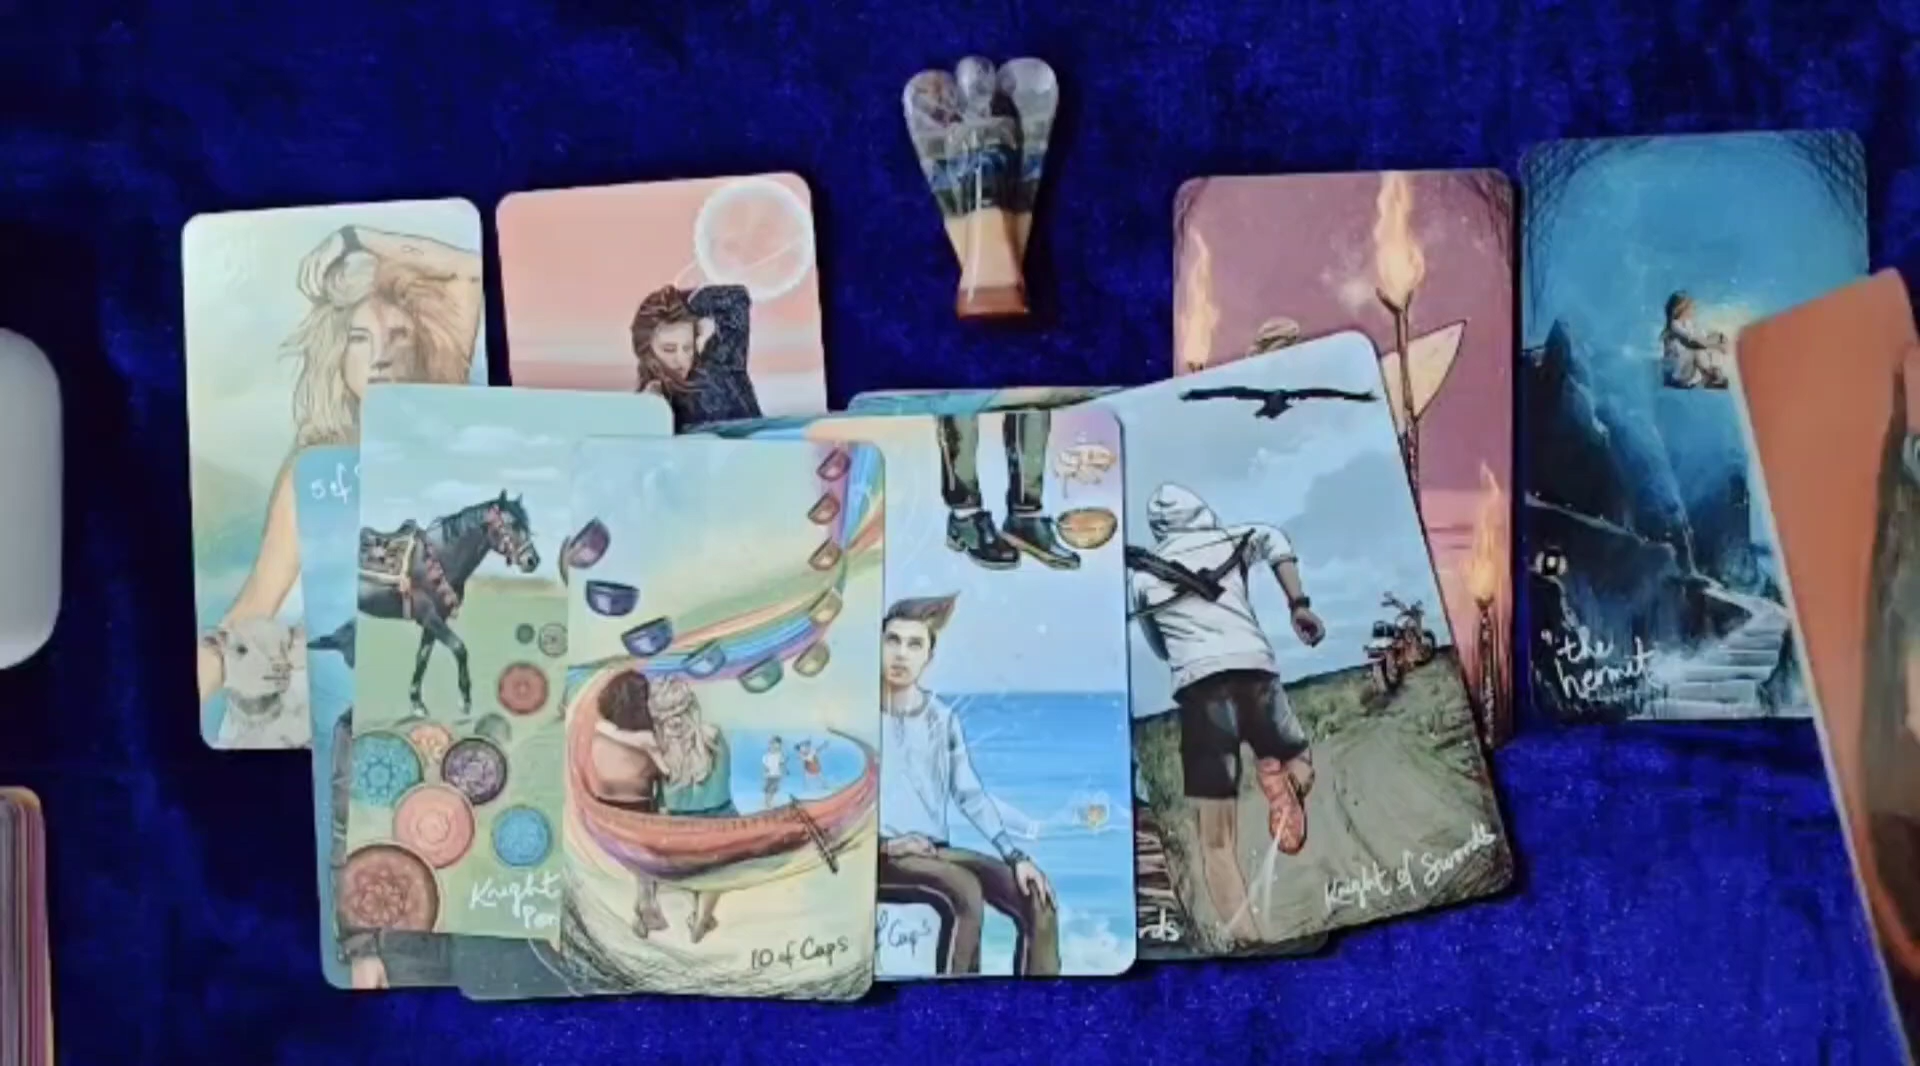 5 of
the
hermit
Knight
Pen
10 of Cups
f Cups
rds
Knight of Swords